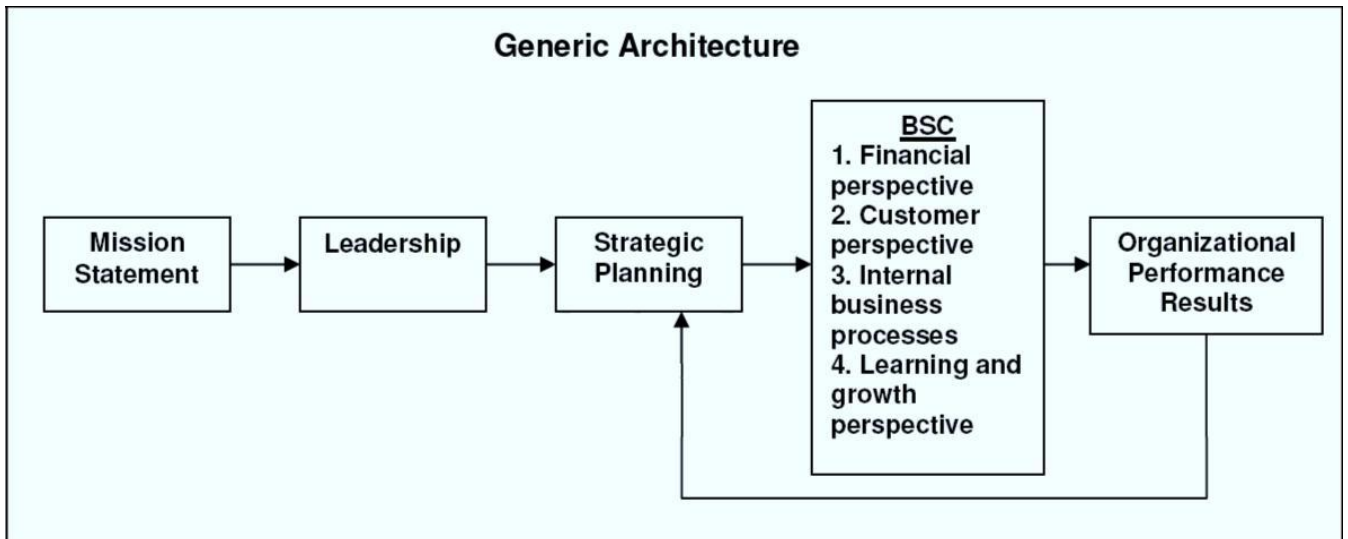 Generic Architecture
Mission
Statement
Leadership
Strategic
Planning
BSC
1. Financial
perspective
2. Customer
perspective
3. Internal
business
processes
4. Learning and
growth
perspective
Organizational
Performance
Results